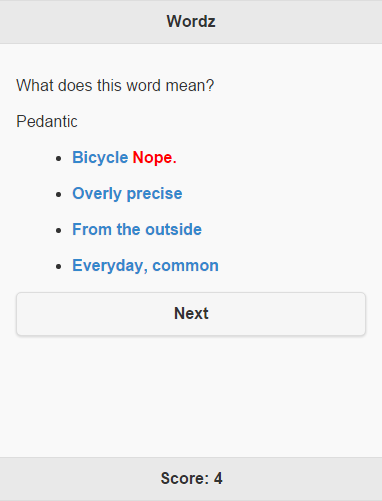 Wordz
What does this word mean?
Pedantic
Bicycle Nope.
Overly precise
From the outside
Everyday, common
Next
Score: 4